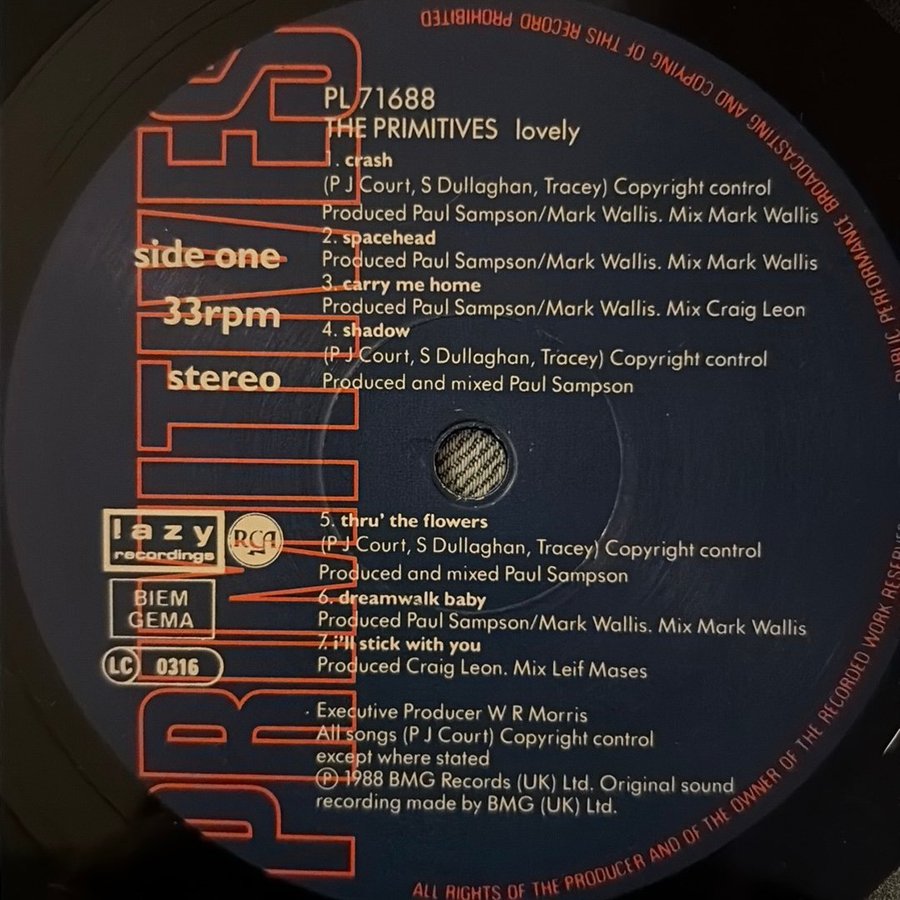 PL 71688
THE PRIMITIVES lovely
1. crash
(P J Court, S Dullaghan, Tracey) Copyright control
Produced Paul Sampson/Mark Wallis. Mix Mark Wallis
2. spacehead
Produced Paul Sampson/Mark Wallis. Mix Mark Wallis
3. carry me home
Produced Paul Sampson/Mark Wallis. Mix Craig Leon
4. shadow
(P J Court, S Dullaghan, Tracey) Copyright control
Produced and mixed Paul Sampson
side one
33rpm
stereo
5. thru' the flowers
(P J Court, S Dullaghan, Tracey) Copyright control
Produced and mixed Paul Sampson
6. dreamwalk baby
Produced Paul Sampson/Mark Wallis. Mix Mark Wallis
7. i'll stick with you
Produced Craig Leon. Mix Leif Mases
Executive Producer W R Morris
All songs (P J Court) Copyright control
except where stated
Ⓟ 1988 BMG Records (UK) Ltd. Original sound
recording made by BMG (UK) Ltd.
lazy
recordings
RCA
BIEM
GEMA
LC 0316
PRIMITIVES
ALL RIGHTS OF THE PRODUCER AND OF THE OWNER OF THE RECORDED WORK
PUBLIC PERFORMANCE BROADCASTING AND COPYING OF THIS RECORD PROHIBITED